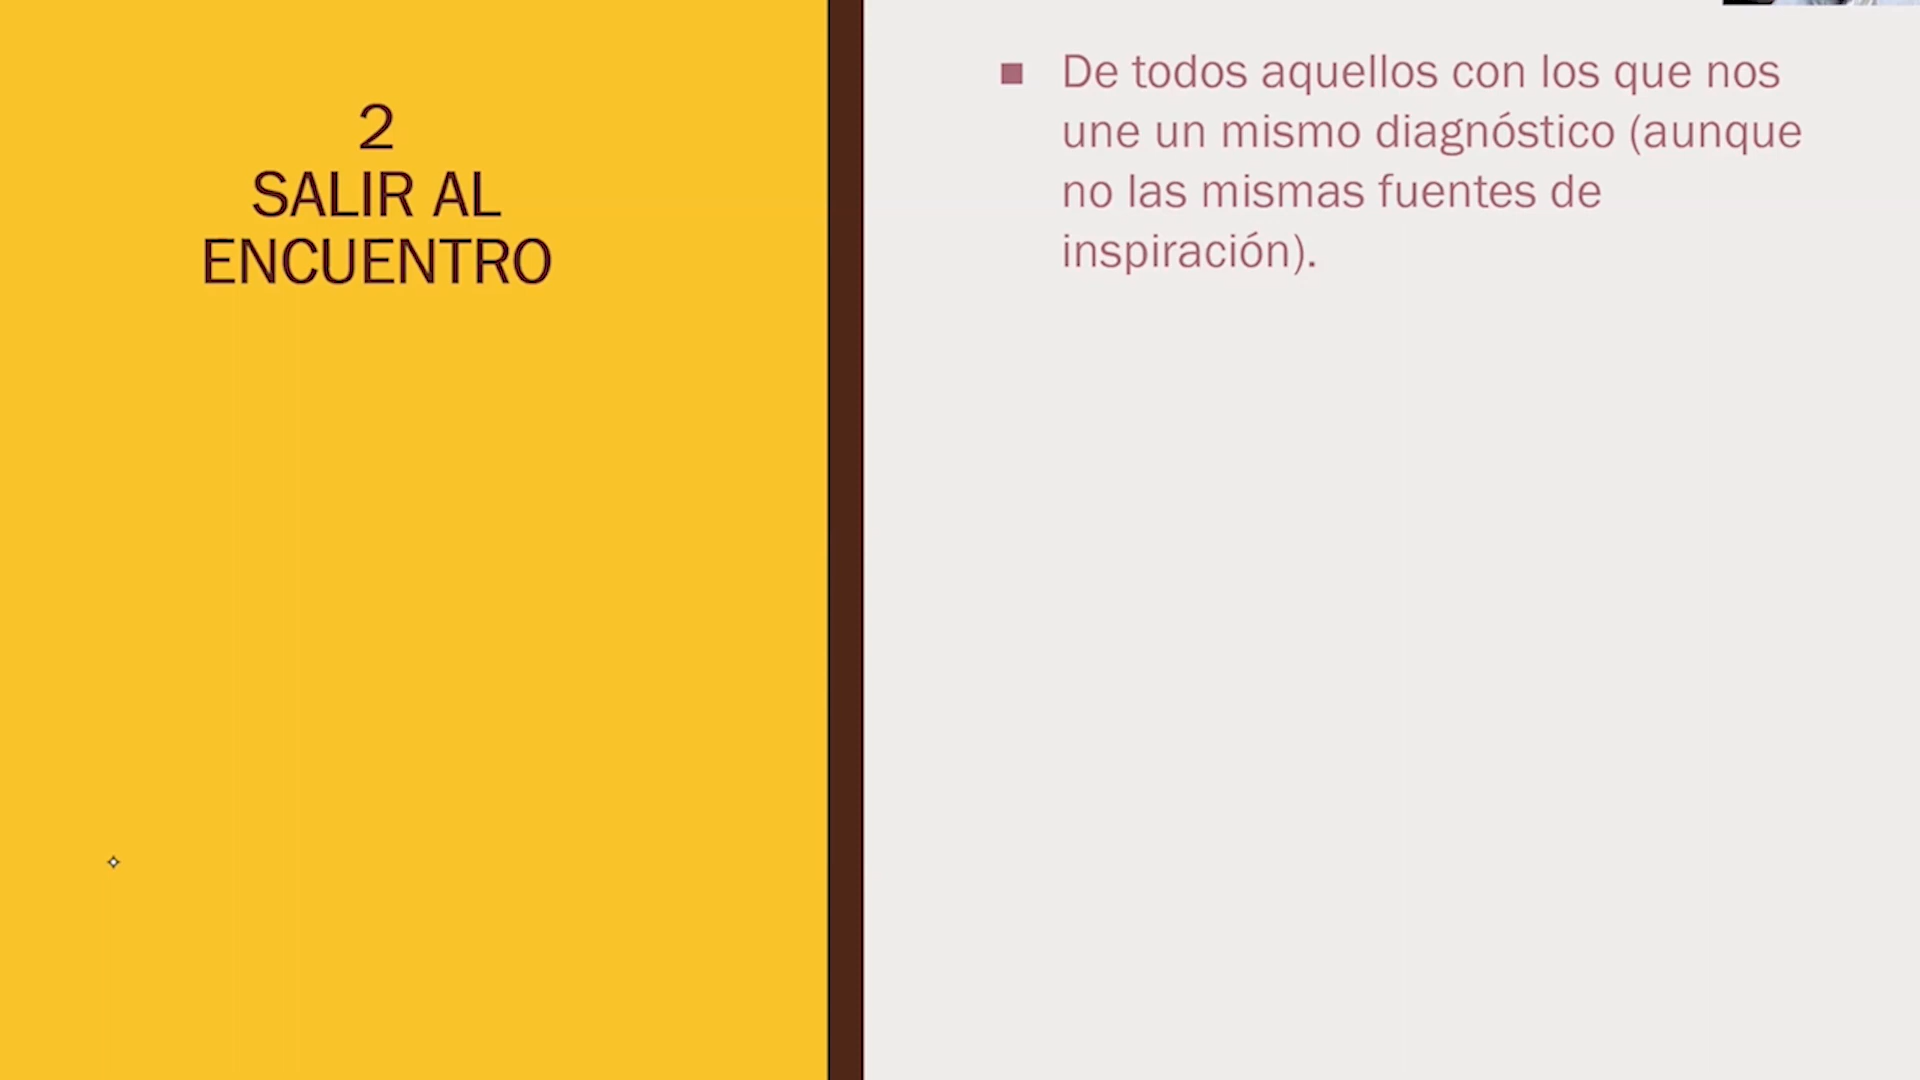 2
SALIR AL
ENCUENTRO
De todos aquellos con los que nos
une un mismo diagnóstico (aunque
no las mismas fuentes de
inspiración).